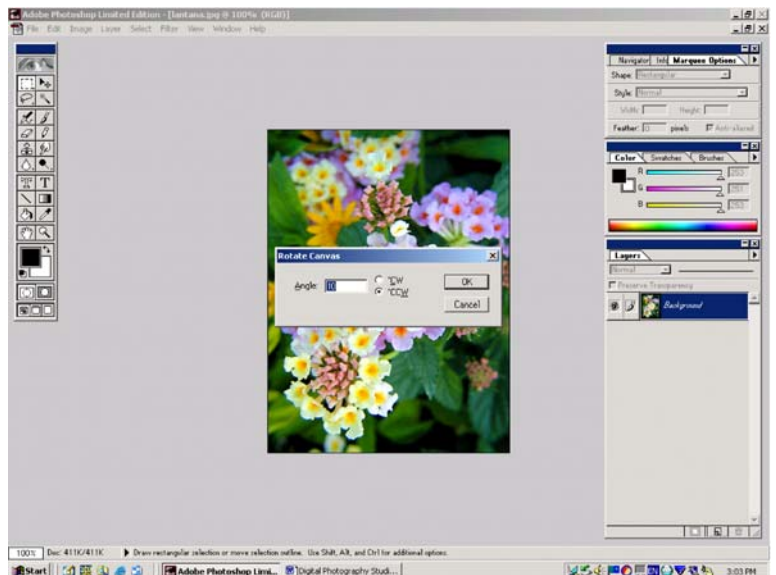 Adobe Photoshop Limited Edition - [lantana.jpg @ 100% (RGB)]
File Edit Image Layer Select Filter View Window Help
Navigator Info Marquee Options
Shape: Rectangular
Style: Normal
Width: Height:
Feather: 0 pixels Anti-aliased
Color Swatches Brushes
R
G
B
Layers
Normal
Preserve Transparency
Background
Rotate Canvas
Angle: °CW
°CCW
OK
Cancel
100% Doc: 411K/411K Draw rectangular selection or move selection outline. Use Shift, Alt, and Ctrl for additional options.
Start Adobe Photoshop Limi... Digital Photography Studi... 3:03 PM